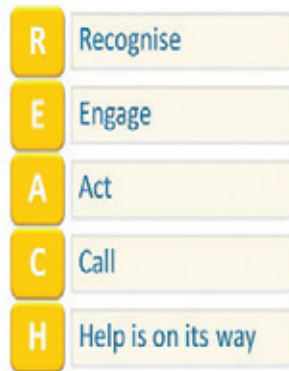 R Recognise
E Engage
A Act
C Call
H Help is on its way